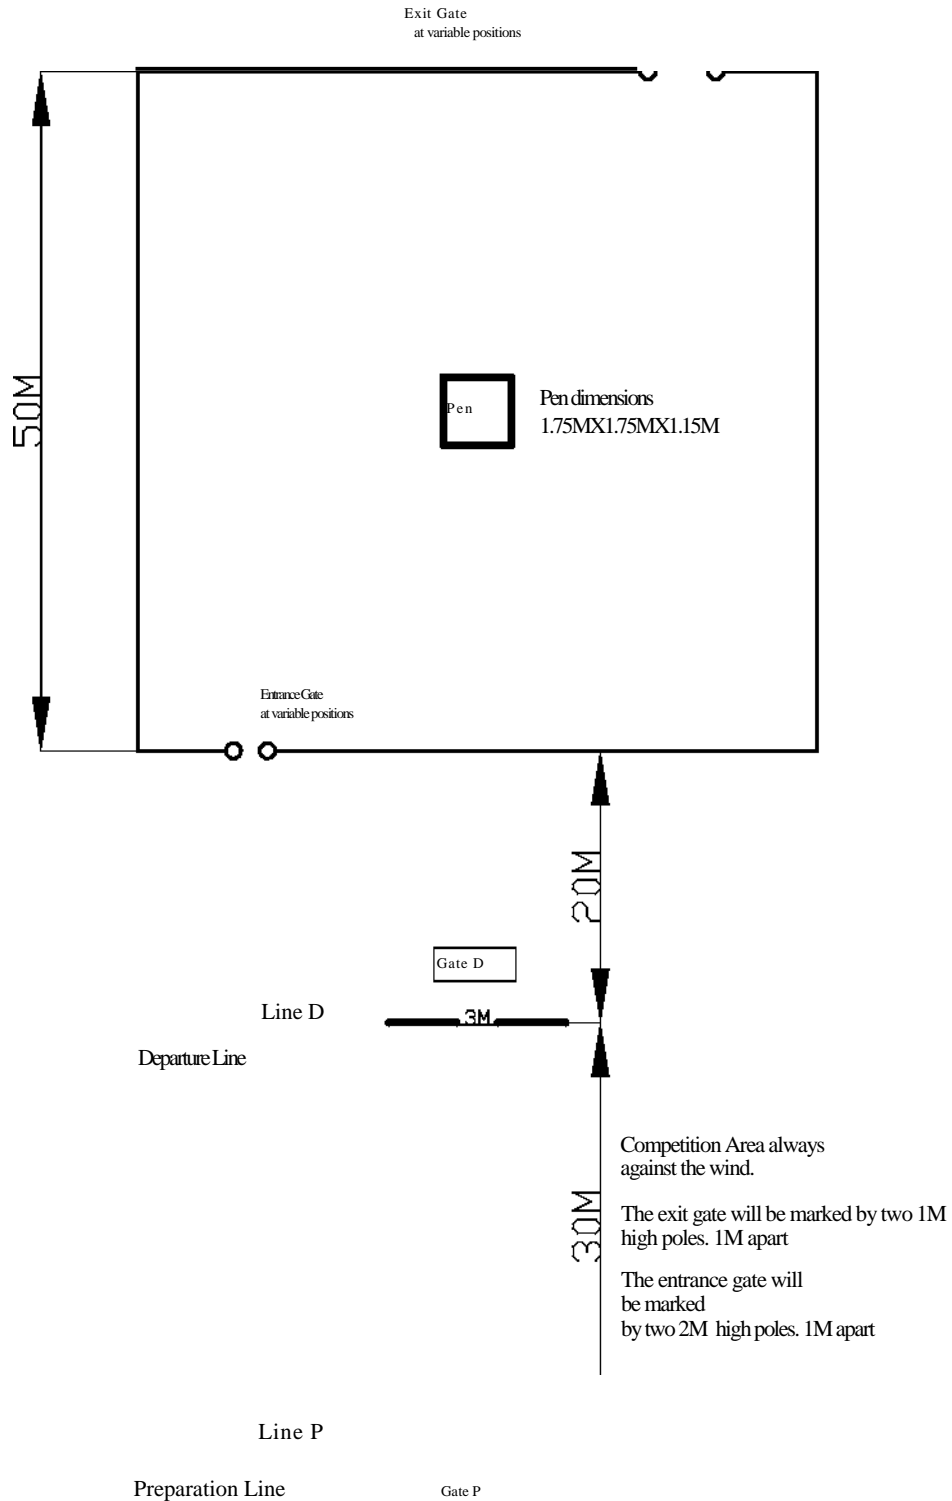 Exit Gate
at variable positions
50M
Pen
Pen dimensions
1.75MX1.75MX1.15M
Entrance Gate
at variable positions
20M
Gate D
Line D
3M
Departure Line
Competition Area always
against the wind.
30M
The exit gate will be marked by two 1M
high poles. 1M apart
The entrance gate will
be marked
by two 2M high poles. 1M apart
Line P
Preparation Line
Gate P